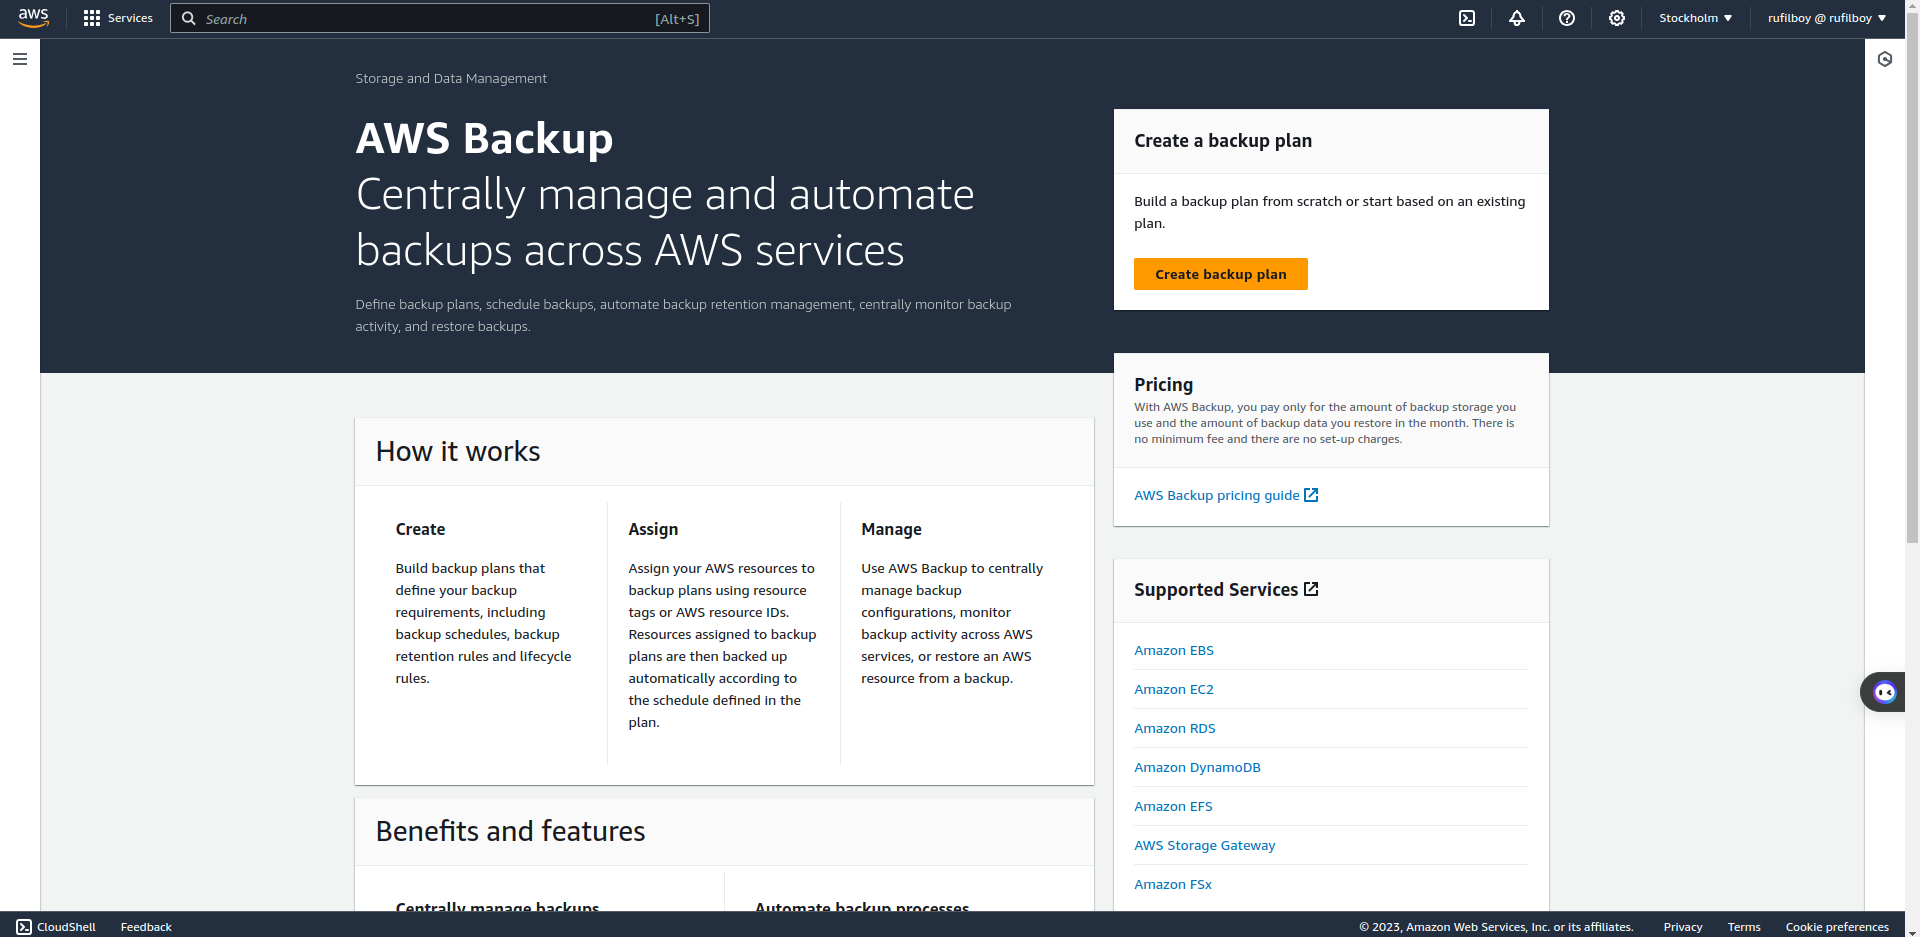 aws
Services
Search
[Alt+S]
Stockholm
rufilboy @ rufilboy
Storage and Data Management
AWS Backup
Centrally manage and automate
backups across AWS services
Define backup plans, schedule backups, automate backup retention management, centrally monitor backup
activity, and restore backups.
Create a backup plan
Build a backup plan from scratch or start based on an existing
plan.
Create backup plan
Pricing
With AWS Backup, you pay only for the amount of backup storage you
use and the amount of backup data you restore in the month. There is
no minimum fee and there are no set-up charges.
AWS Backup pricing guide
How it works
Create
Build backup plans that
define your backup
requirements, including
backup schedules, backup
retention rules and lifecycle
rules.
Assign
Assign your AWS resources to
backup plans using resource
tags or AWS resource IDs.
Resources assigned to backup
plans are then backed up
automatically according to
the schedule defined in the
plan.
Manage
Use AWS Backup to centrally
manage backup
configurations, monitor
backup activity across AWS
services, or restore an AWS
resource from a backup.
Supported Services
Amazon EBS
Amazon EC2
Amazon RDS
Amazon DynamoDB
Amazon EFS
AWS Storage Gateway
Amazon FSx
Benefits and features
Centrally manage backups
Automate backup processes
CloudShell
Feedback
© 2023, Amazon Web Services, Inc. or its affiliates.
Privacy
Terms
Cookie preferences